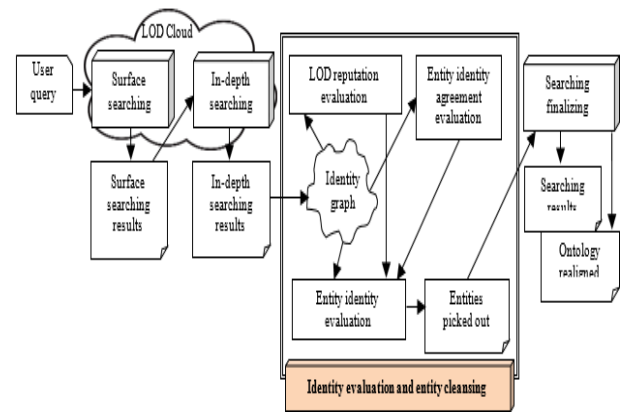 LOD Cloud
User
query
Surface
searching
In-depth
searching
Surface
searching
results
In-depth
searching
results
LOD reputation
evaluation
Entity identity
agreement
evaluation
Identity
graph
Entity identity
evaluation
Entities
picked out
Searching
finalizing
Searching
results
Ontology
realigned
Identity evaluation and entity cleansing